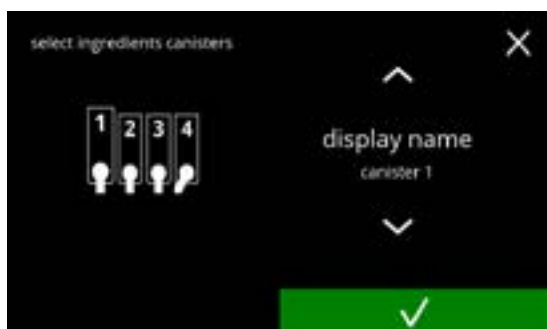 select ingredients canisters
1 2 3 4
display name
canister 1